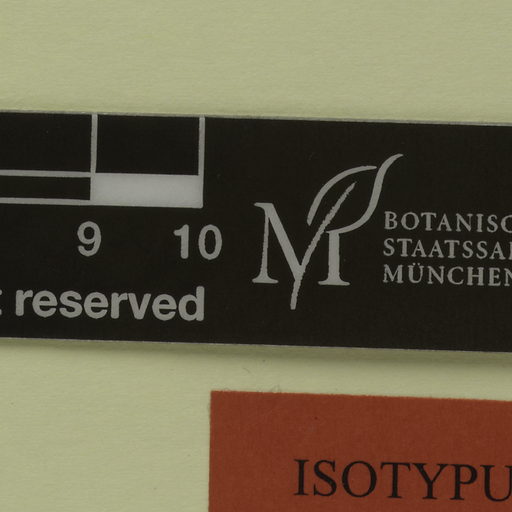 9 10
reserved
M
BOTANISC
STAATSSA
MÜNCHEN
ISOTYPU